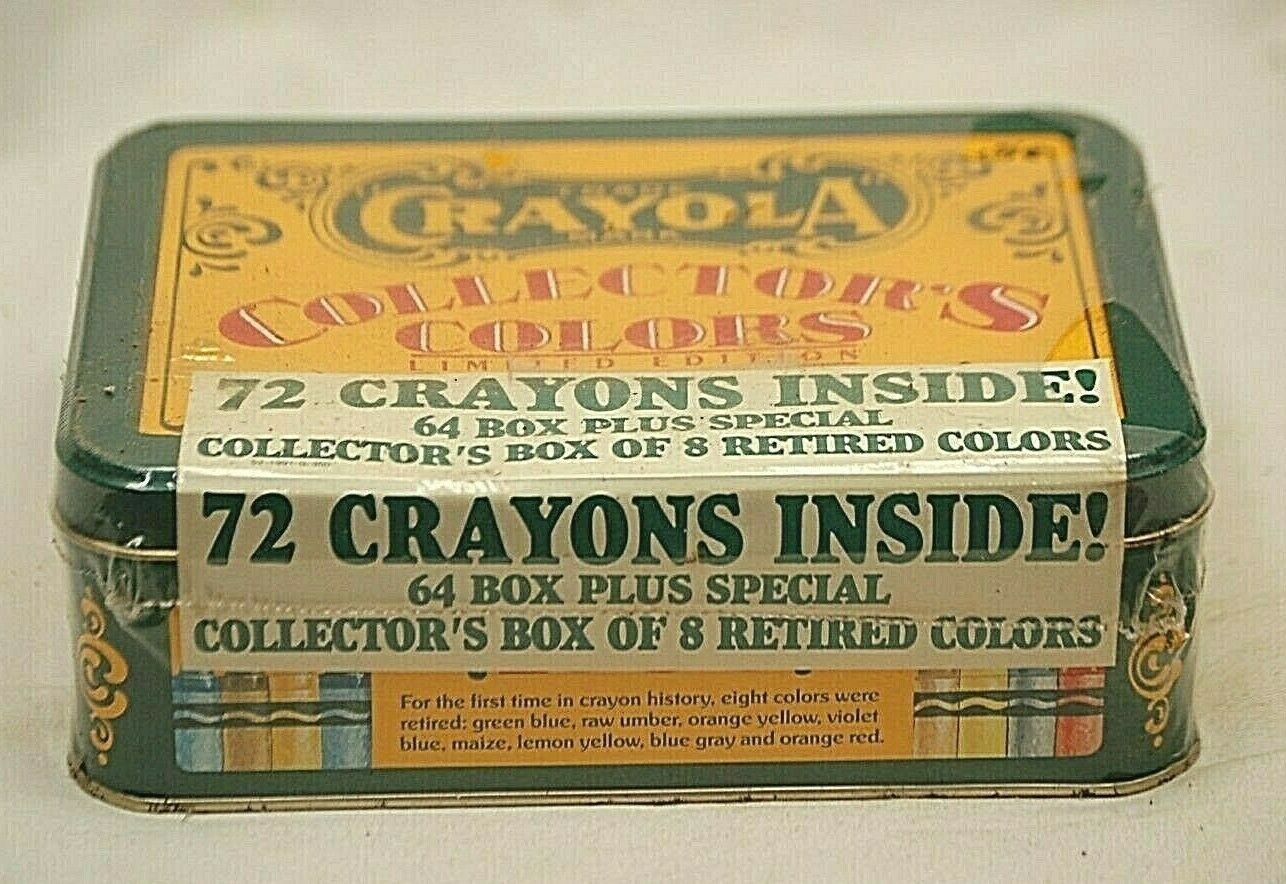 TRADE
CRAYOLA
MARK
COLLECTOR'S
COLORS
LIMITED EDITION
72 CRAYONS INSIDE!
64 BOX PLUS SPECIAL
COLLECTOR'S BOX OF 8 RETIRED COLORS
72 CRAYONS INSIDE!
64 BOX PLUS SPECIAL
COLLECTOR'S BOX OF 8 RETIRED COLORS
For the first time in crayon history, eight colors were
retired: green blue, raw umber, orange yellow, violet
blue, maize, lemon yellow, blue gray and orange red.